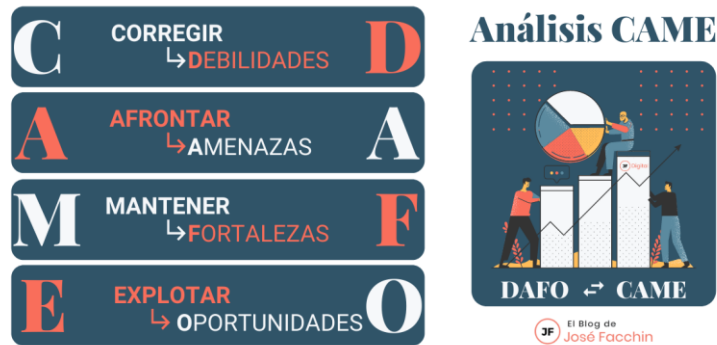 C
CORREGIR
DEBILIDADES
D
A
AFRONTAR
AMENAZAS
A
M
MANTENER
FORTALEZAS
F
E
EXPLOTAR
OPORTUNIDADES
O
Análisis CAME
JF Digital
DAFO ⇄ CAME
JF
El Blog de
José Facchin